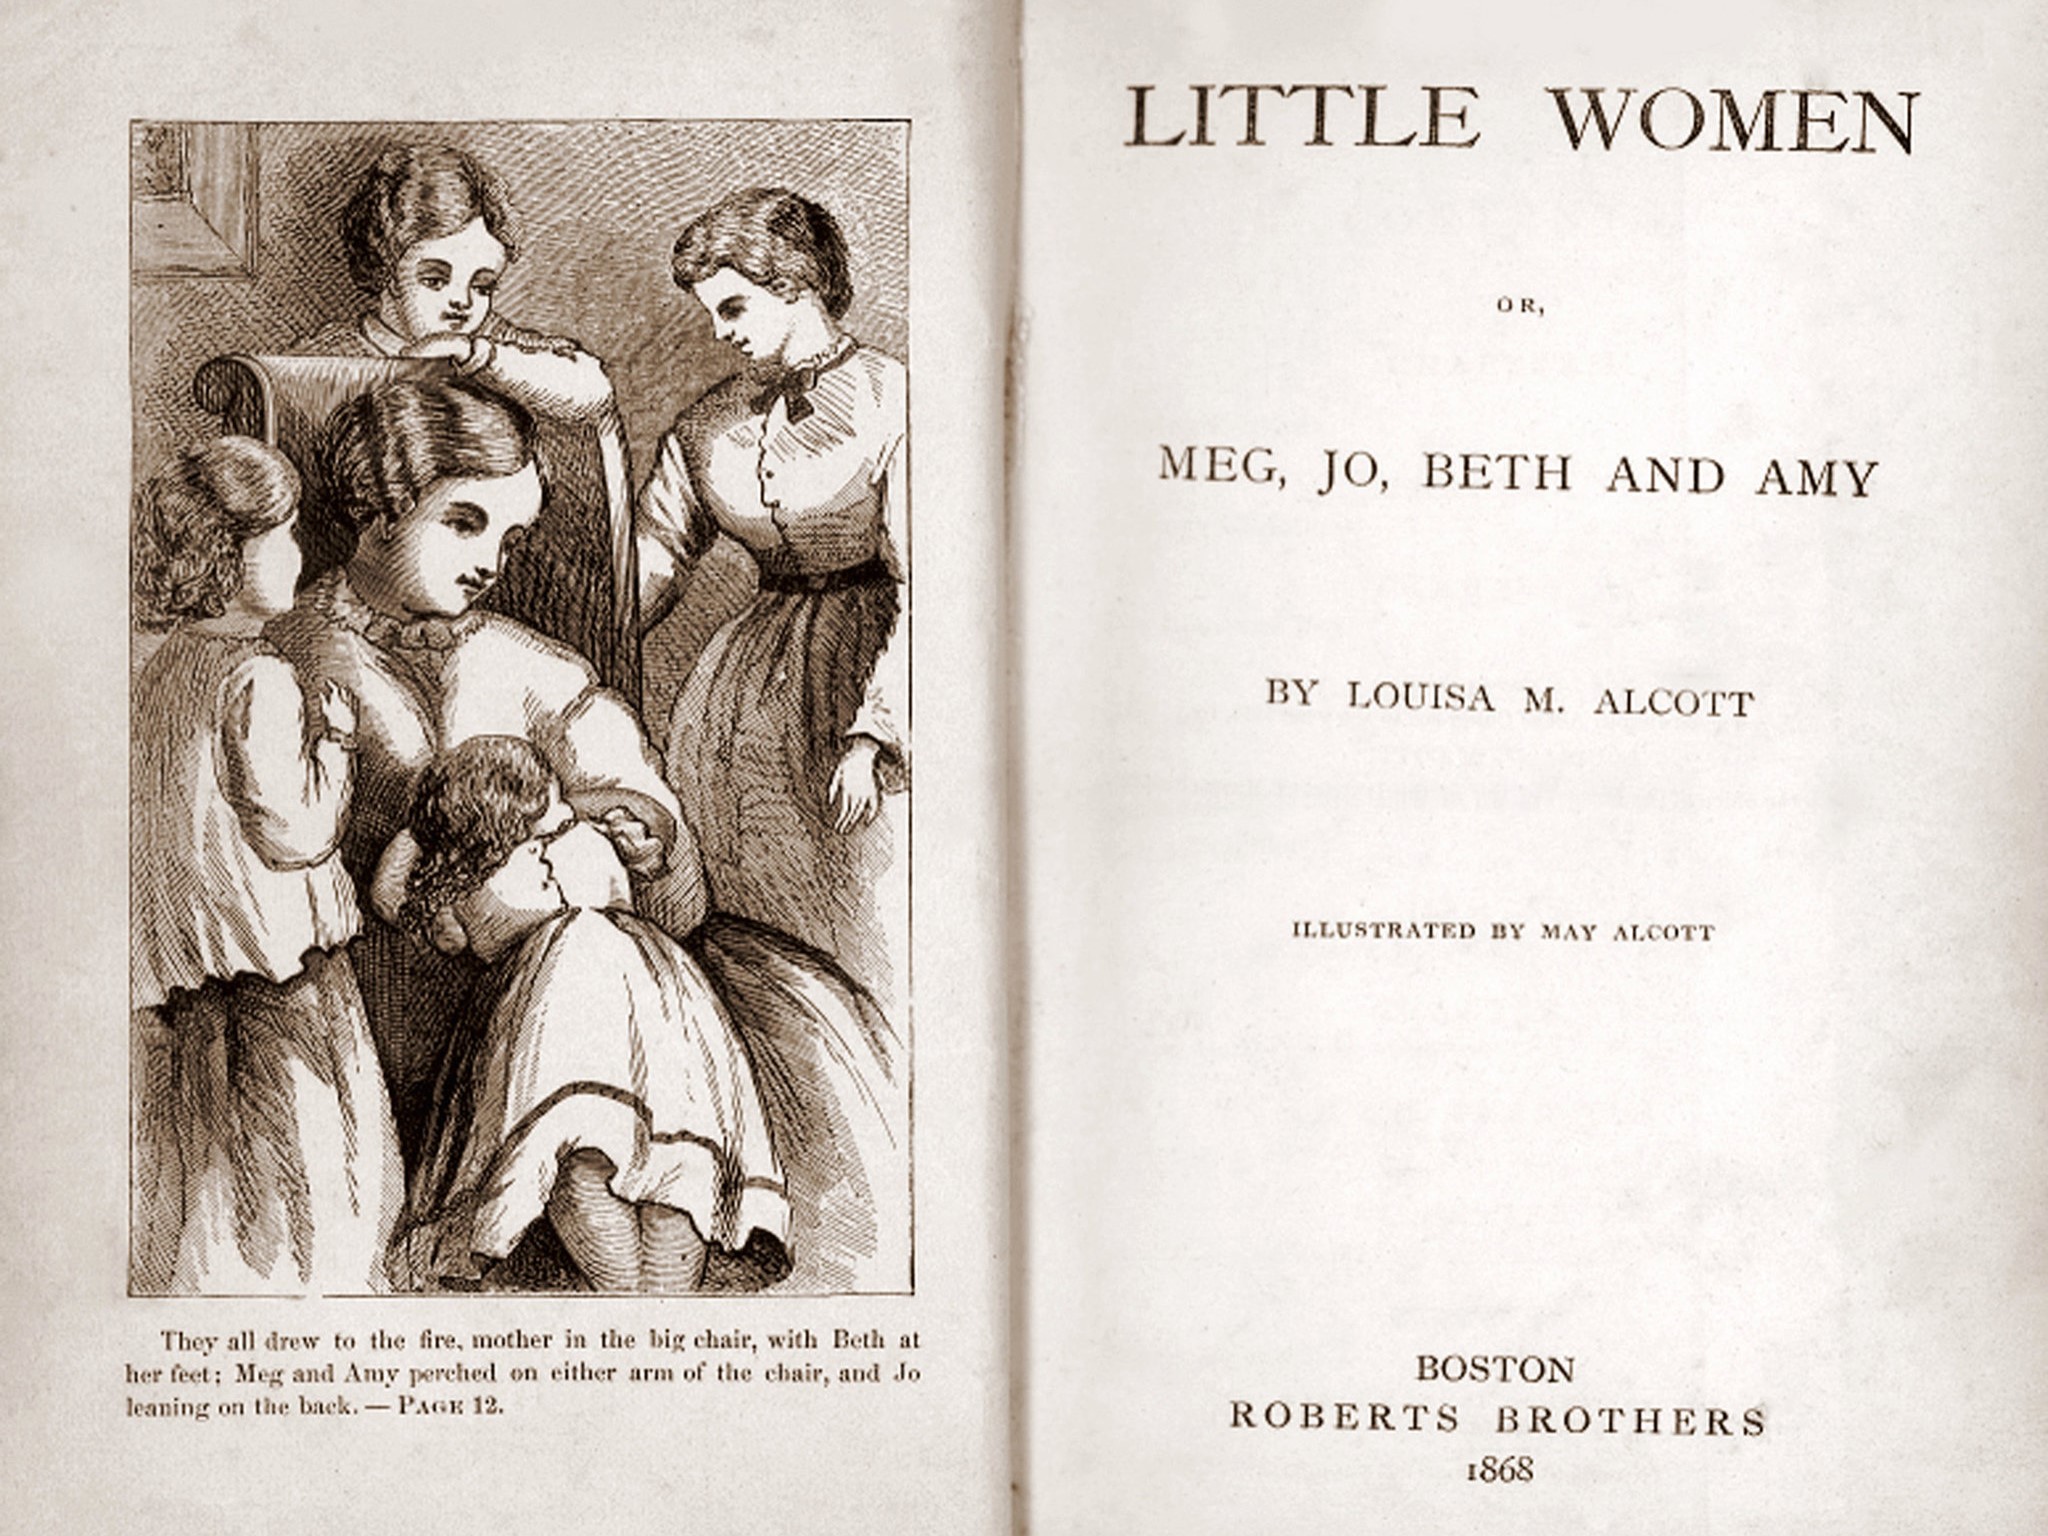 They all drew to the fire, mother in the big chair, with Beth at
her feet; Meg and Amy perched on either arm of the chair, and Jo
leaning on the back. — PAGE 12.
LITTLE WOMEN
OR,
MEG, JO, BETH AND AMY
BY LOUISA M. ALCOTT
ILLUSTRATED BY MAY ALCOTT
BOSTON
ROBERTS BROTHERS
1868